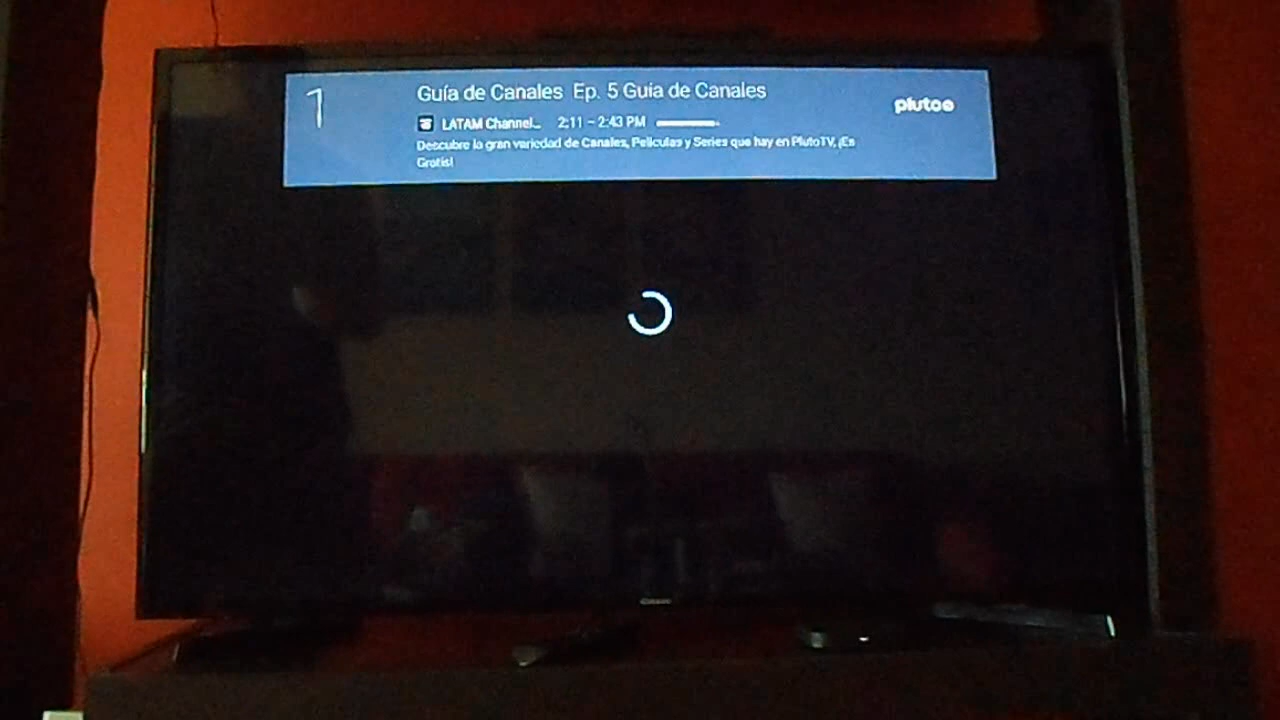 1
Guía de Canales Ep. 5 Guía de Canales
pluto
LATAM Channel... 2:11 – 2:43 PM
Descubre la gran variedad de Canales, Películas y Series que hay en PlutoTV, ¡Es
Gratis!